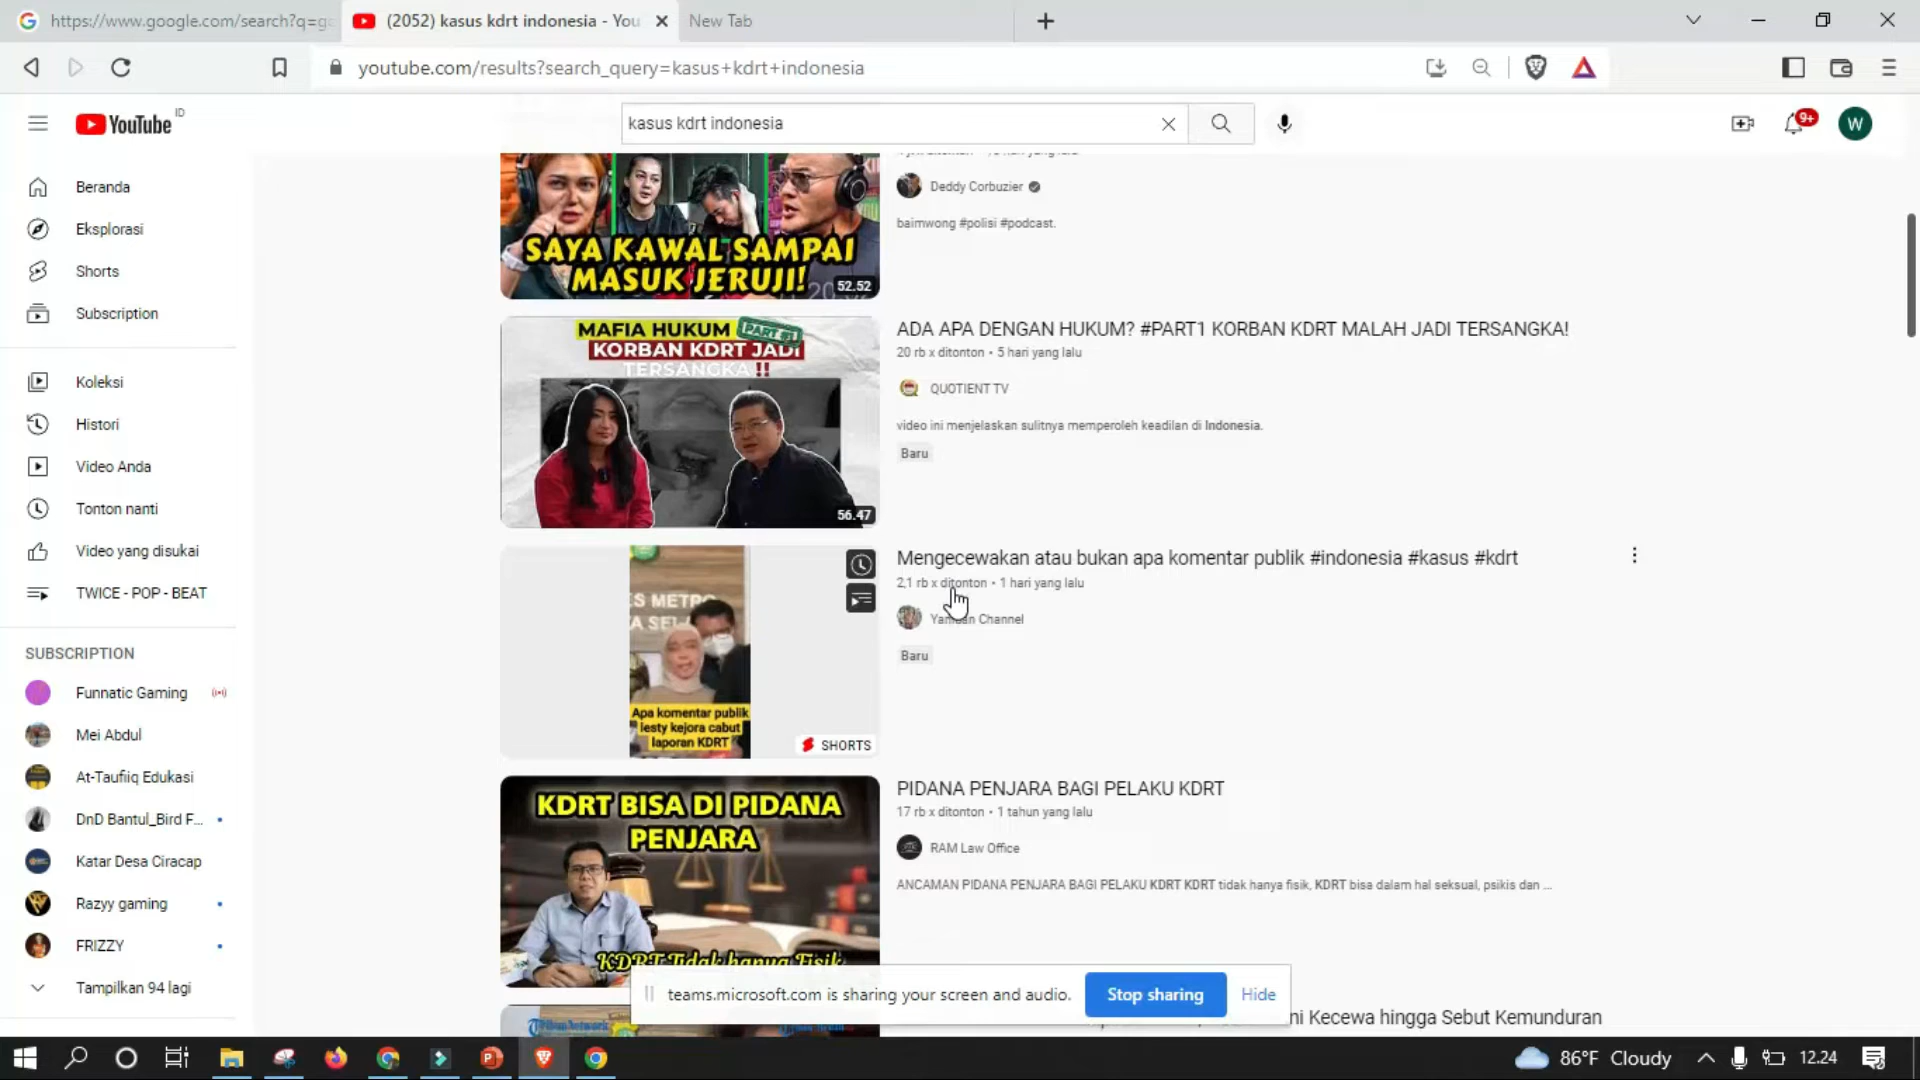 https://www.google.com/search?q=g
(2052) kasus kdrt indonesia - You
New Tab
youtube.com/results?search_query=kasus+kdrt+indonesia
YouTube ID
kasus kdrt indonesia
9+
W
Beranda
Eksplorasi
Shorts
Subscription
Koleksi
Histori
Video Anda
Tonton nanti
Video yang disukai
TWICE - POP - BEAT
SUBSCRIPTION
Funnatic Gaming
Mei Abdul
At-Taufiiq Edukasi
DnD Bantul_Bird F...
Katar Desa Ciracap
Razyy gaming
FRIZZY
Tampilkan 94 lagi
SAYA KAWAL SAMPAI
MASUK JERUJI!
52.52
Deddy Corbuzier
baimwong #polisi #podcast.
MAFIA HUKUM PART #1
KORBAN KDRT JADI
TERSANGKA !!
56.47
ADA APA DENGAN HUKUM? #PART1 KORBAN KDRT MALAH JADI TERSANGKA!
20 rb x ditonton • 5 hari yang lalu
QUOTIENT TV
video ini menjelaskan sulitnya memperoleh keadilan di Indonesia.
Baru
Apa komentar publik
lesty kejora cabut
laporan KDRT
SHORTS
Mengecewakan atau bukan apa komentar publik #indonesia #kasus #kdrt
2,1 rb x ditonton • 1 hari yang lalu
Channel
Baru
KDRT BISA DI PIDANA
PENJARA
KDRT Tidak hanya Fisik
PIDANA PENJARA BAGI PELAKU KDRT
17 rb x ditonton • 1 tahun yang lalu
RAM Law Office
ANCAMAN PIDANA PENJARA BAGI PELAKU KDRT KDRT tidak hanya fisik, KDRT bisa dalam hal seksual, psikis dan ...
teams.microsoft.com is sharing your screen and audio.
Stop sharing
Hide
Kecewa hingga Sebut Kemunduran
86°F Cloudy
12.24